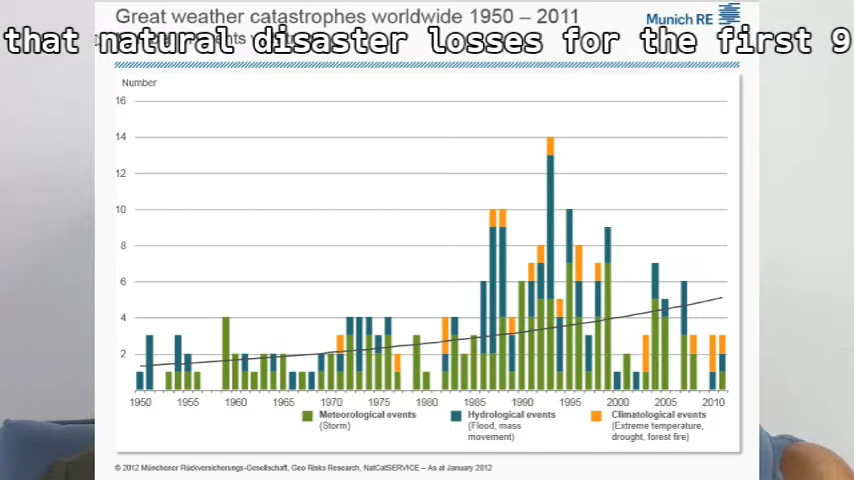 Great weather catastrophes worldwide 1950 – 2011
Munich RE
that natural disaster losses for the first 9
Number
16
14
12
10
8
6
4
2
1950 1955 1960 1965 1970 1975 1980 1985 1990 1995 2000 2005 2010
Meteorological events
(Storm)
Hydrological events
(Flood, mass
movement)
Climatological events
(Extreme temperature,
drought, forest fire)
© 2012 Münchener Rückversicherungs-Gesellschaft, Geo Risks Research, NatCatSERVICE – As at January 2012